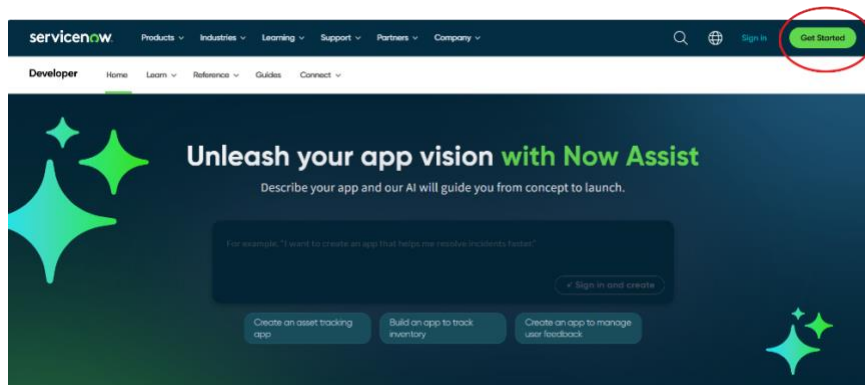 servicenow.
Products
Industries
Learning
Support
Partners
Company
Sign In
Get Started
Developer
Home
Learn
Reference
Guides
Connect
Unleash your app vision with Now Assist
Describe your app and our AI will guide you from concept to launch.
For example, "I want to create an app that helps me resolve incidents faster."
Sign in and create
Create an asset tracking
app
Build an app to track
inventory
Create an app to manage
user feedback